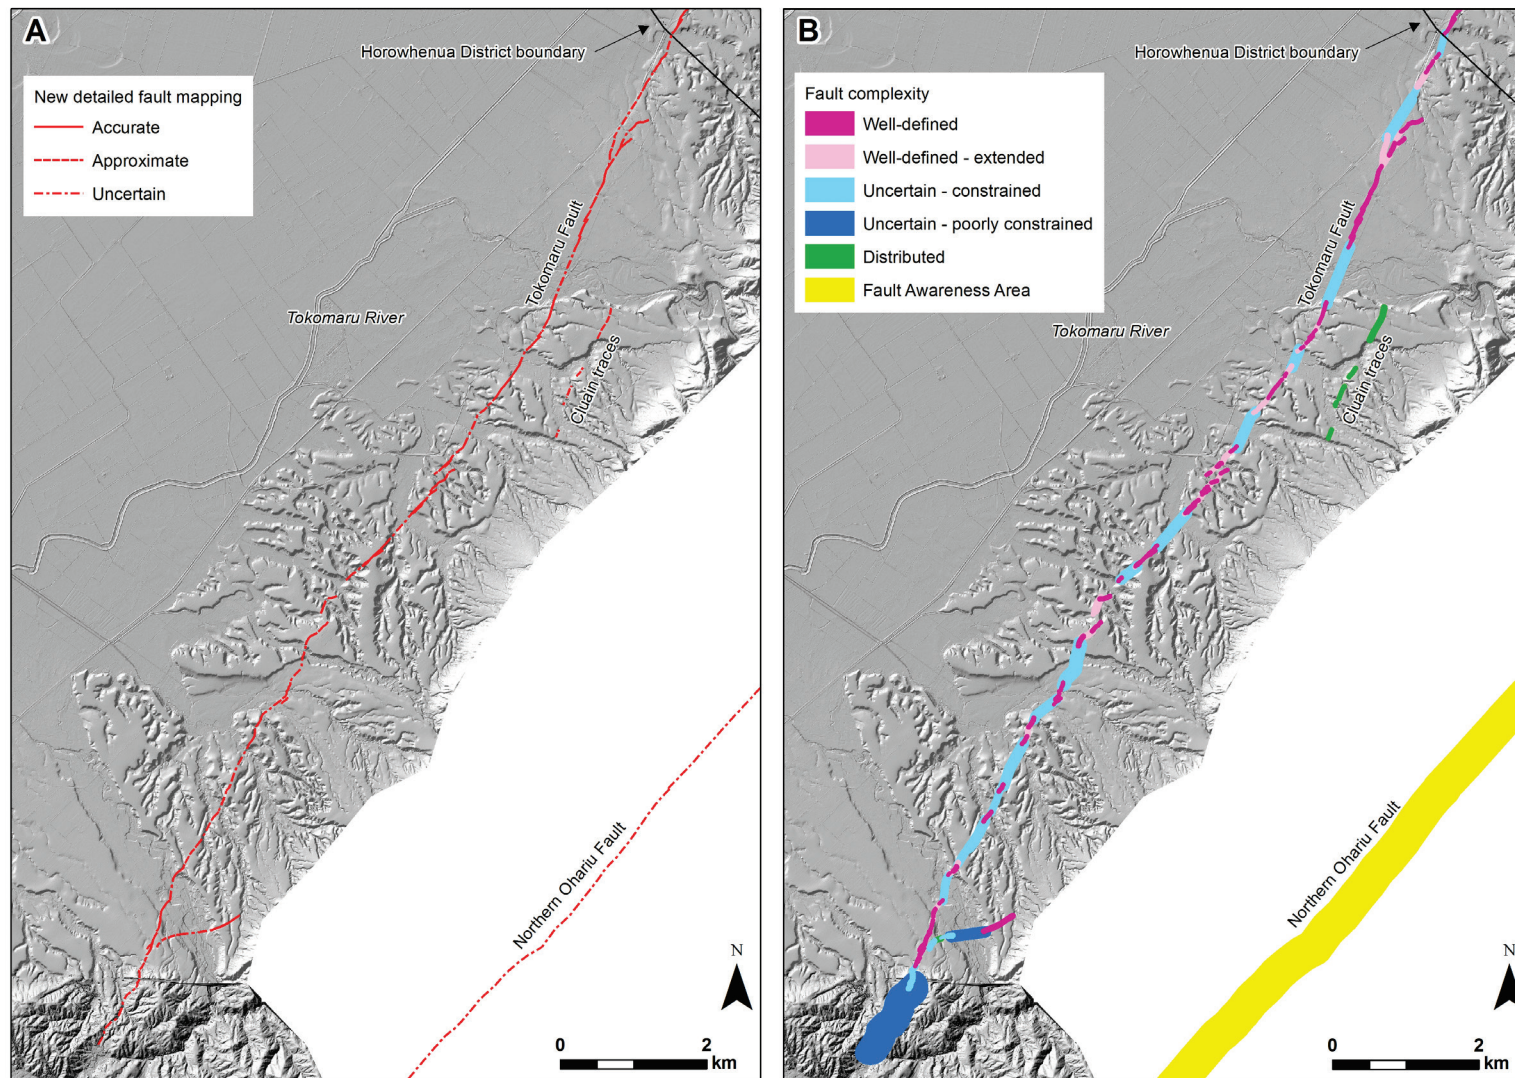 A
Horowhenua District boundary
New detailed fault mapping
Accurate
Approximate
Uncertain
Tokomaru Fault
Tokomaru River
Cluain traces
Northern Ohariu Fault
N
0 2
km
B
Horowhenua District boundary
Fault complexity
Well-defined
Well-defined - extended
Uncertain - constrained
Uncertain - poorly constrained
Distributed
Fault Awareness Area
Tokomaru Fault
Tokomaru River
Cluain traces
Northern Ohariu Fault
N
0 2
km